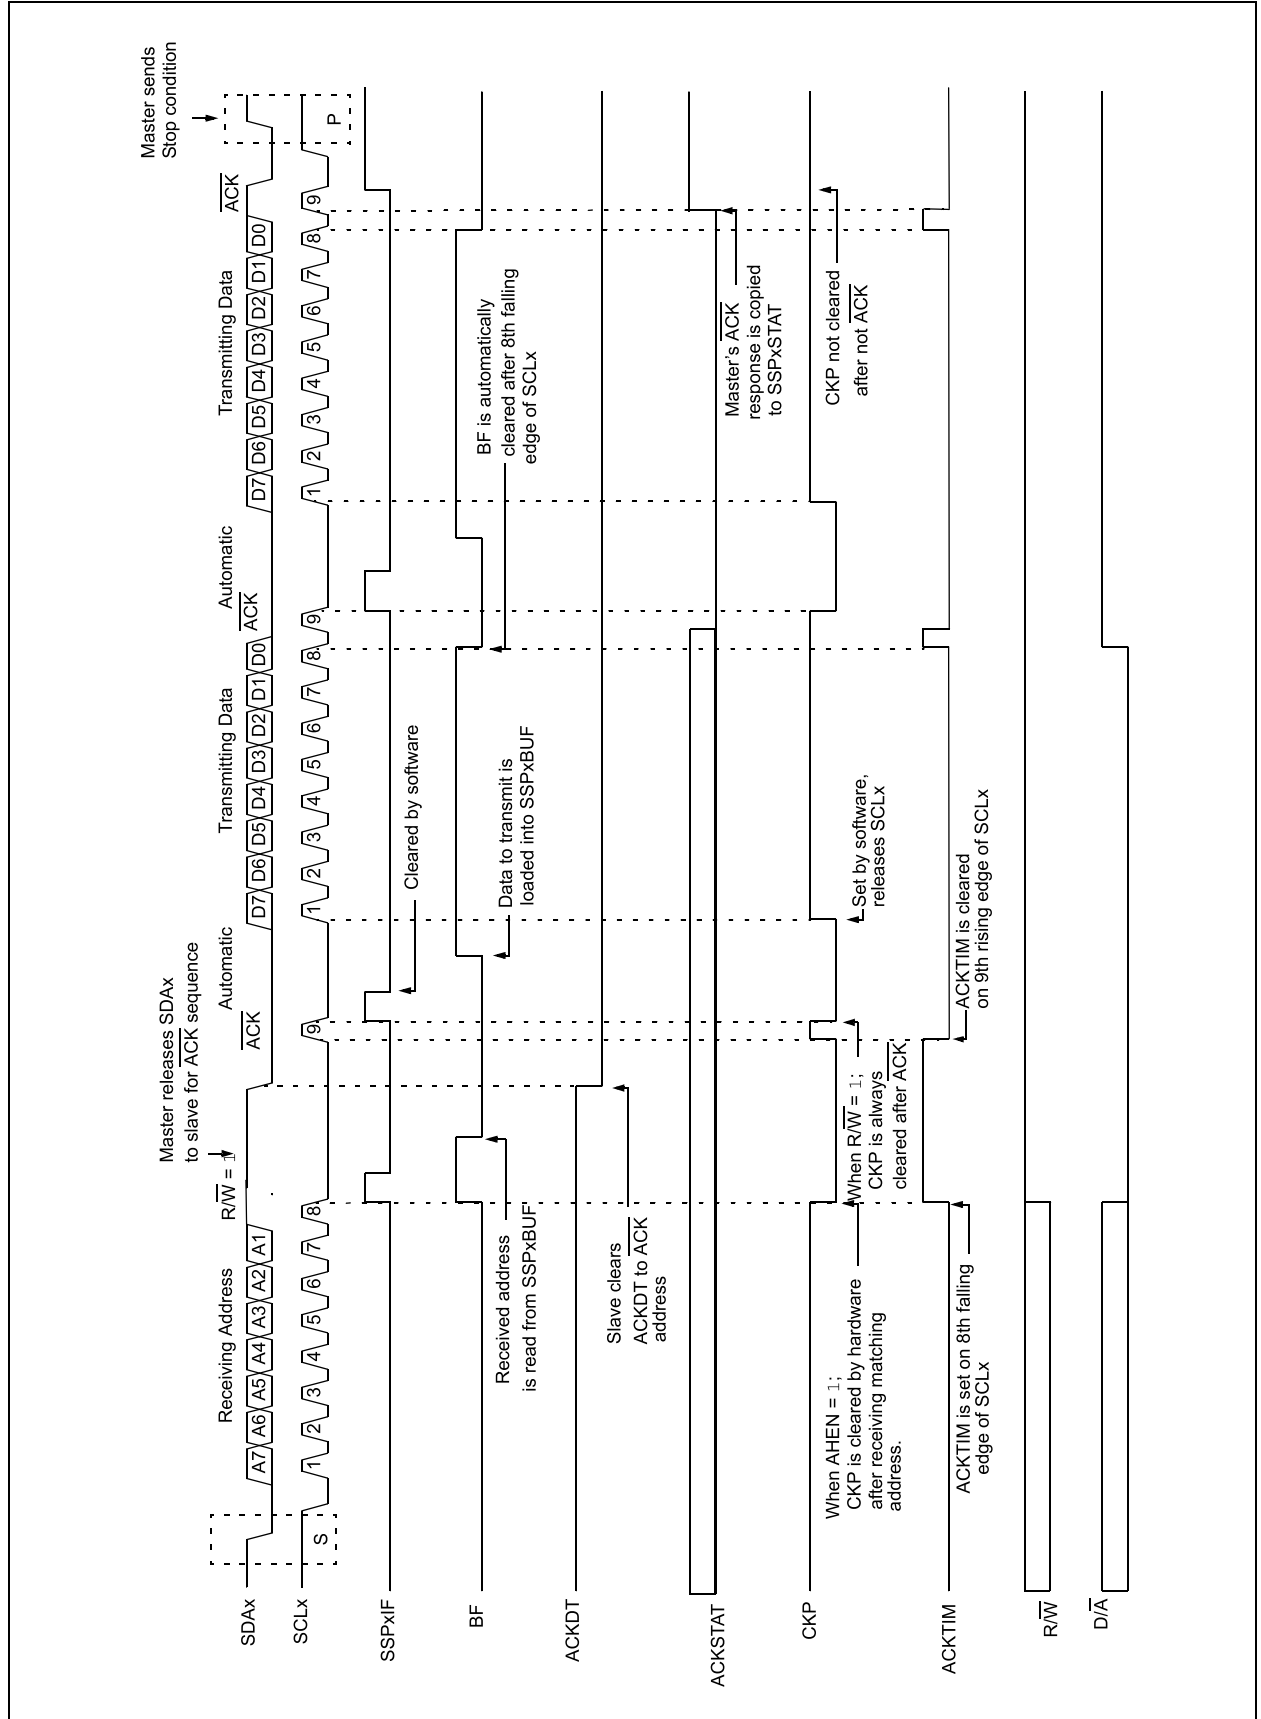 Master releases SDAx
to slave for ACK sequence
Master sends
Stop condition
Receiving Address
R/W = 1
Automatic
Transmitting Data
Automatic
Transmitting Data
ACK
ACK
ACK
SDAx
A7 A6 A5 A4 A3 A2 A1
D7 D6 D5 D4 D3 D2 D1 D0
D7 D6 D5 D4 D3 D2 D1 D0
SCLx
S
1 2 3 4 5 6 7 8 9
1 2 3 4 5 6 7 8 9
1 2 3 4 5 6 7 8 9
P
SSPxIF
Cleared by software
BF
Received address
is read from SSPxBUF
Data to transmit is
loaded into SSPxBUF
BF is automatically
cleared after 8th falling
edge of SCLx
ACKDT
Slave clears
ACKDT to ACK
address
ACKSTAT
Master's ACK
response is copied
to SSPxSTAT
CKP
When AHEN = 1;
CKP is cleared by hardware
after receiving matching
address.
When R/W = 1;
CKP is always
cleared after ACK
Set by software,
releases SCLx
CKP not cleared
after not ACK
ACKTIM
ACKTIM is set on 8th falling
edge of SCLx
ACKTIM is cleared
on 9th rising edge of SCLx
R/W
D/A